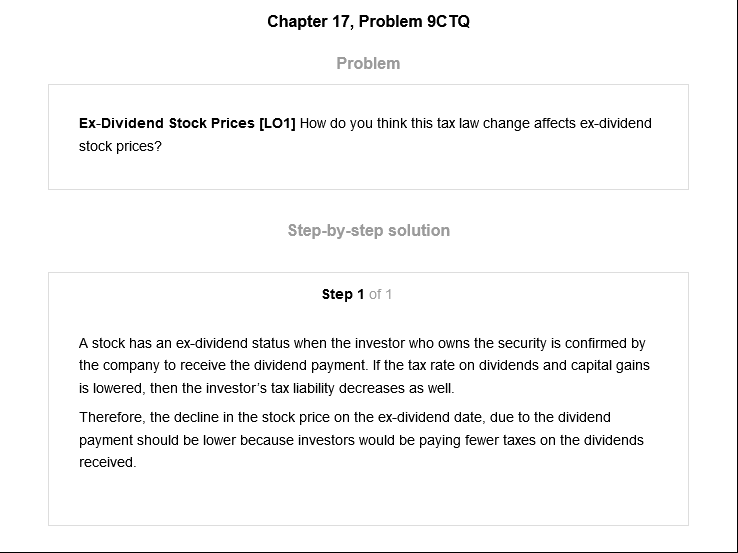 Chapter 17, Problem 9CTQ
Problem
Ex-Dividend Stock Prices [LO1] How do you think this tax law change affects ex-dividend
stock prices?
Step-by-step solution
Step 1 of 1
A stock has an ex-dividend status when the investor who owns the security is confirmed by
the company to receive the dividend payment. If the tax rate on dividends and capital gains
is lowered, then the investor's tax liability decreases as well.
Therefore, the decline in the stock price on the ex-dividend date, due to the dividend
payment should be lower because investors would be paying fewer taxes on the dividends
received.